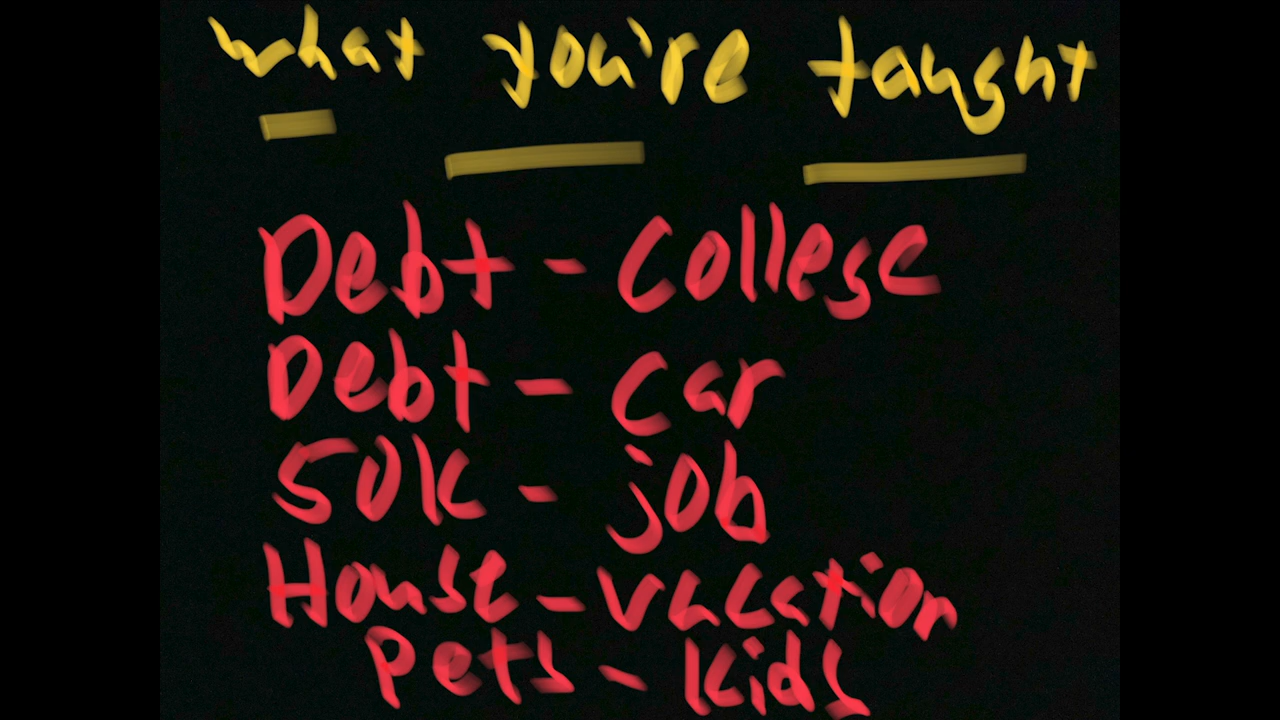 what you're taught
Debt - College
Debt - car
50k - job
House - vacation
Pets - kids